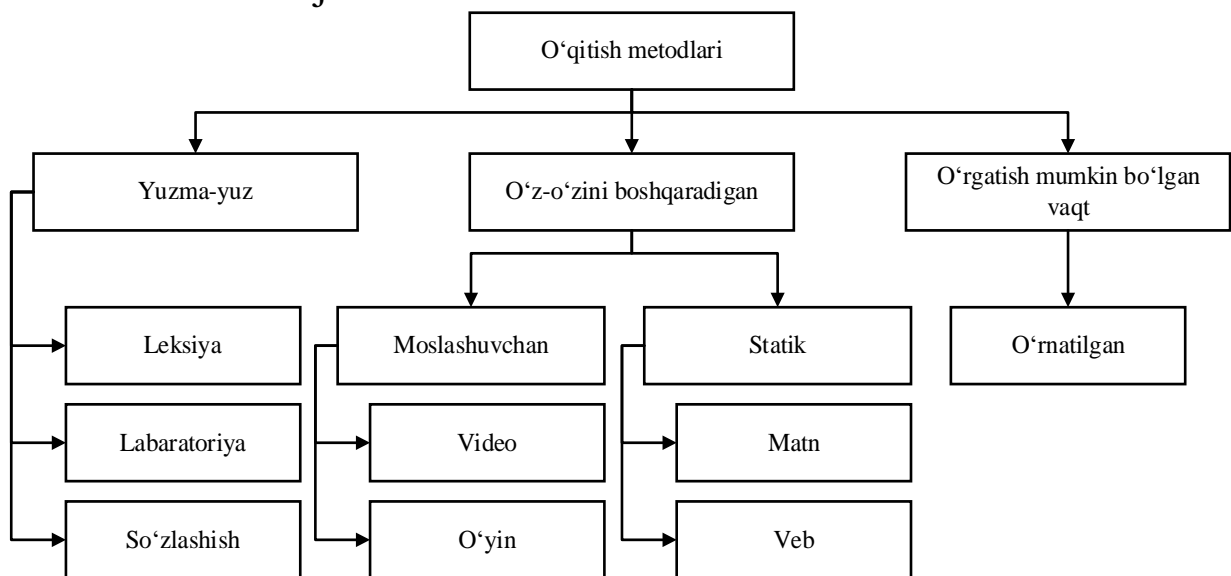 O‘qitish metodlari
Yuzma-yuz
O‘z-o‘zini boshqaradigan
O‘rgatish mumkin bo‘lgan
vaqt
Leksiya
Moslashuvchan
Statik
O‘rnatilgan
Labaratoriya
Video
Matn
So‘zlashish
O‘yin
Veb